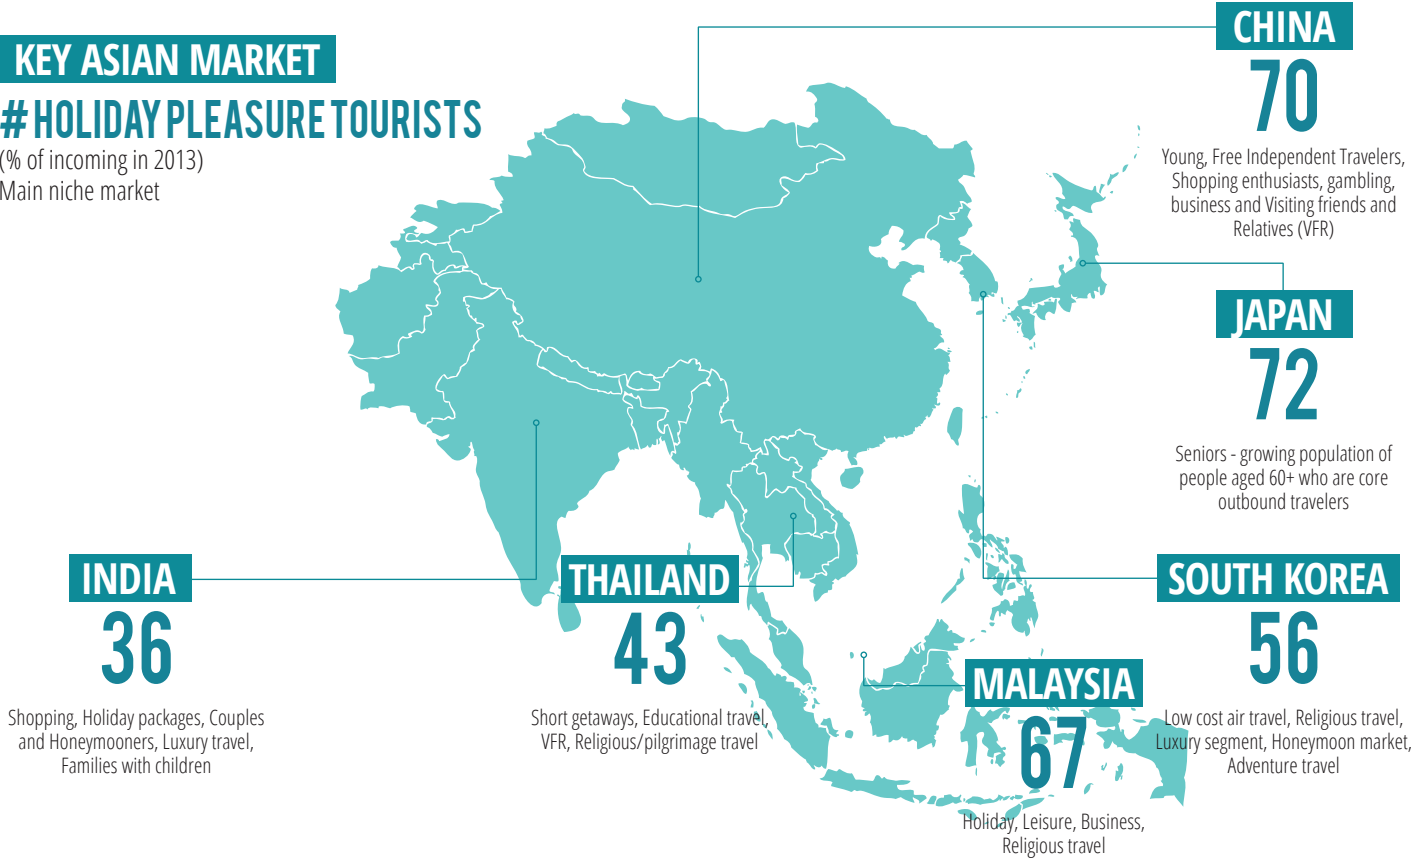 KEY ASIAN MARKET
# HOLIDAY PLEASURE TOURISTS
(% of incoming in 2013)
Main niche market
CHINA
70
Young, Free Independent Travelers,
Shopping enthusiasts, gambling,
business and Visiting friends and
Relatives (VFR)
JAPAN
72
Seniors - growing population of
people aged 60+ who are core
outbound travelers
INDIA
36
Shopping, Holiday packages, Couples
and Honeymooners, Luxury travel,
Families with children
THAILAND
43
Short getaways, Educational travel,
VFR, Religious/pilgrimage travel
SOUTH KOREA
56
Low cost air travel, Religious travel,
Luxury segment, Honeymoon market,
Adventure travel
MALAYSIA
67
Holiday, Leisure, Business,
Religious travel